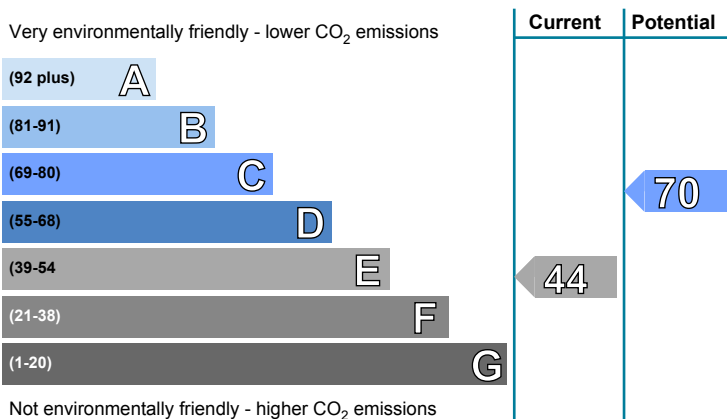 Current Potential
Very environmentally friendly - lower CO2 emissions
(92 plus) A
(81-91) B
(69-80) C
70
(55-68) D
(39-54 E
44
(21-38) F
(1-20) G
Not environmentally friendly - higher CO2 emissions